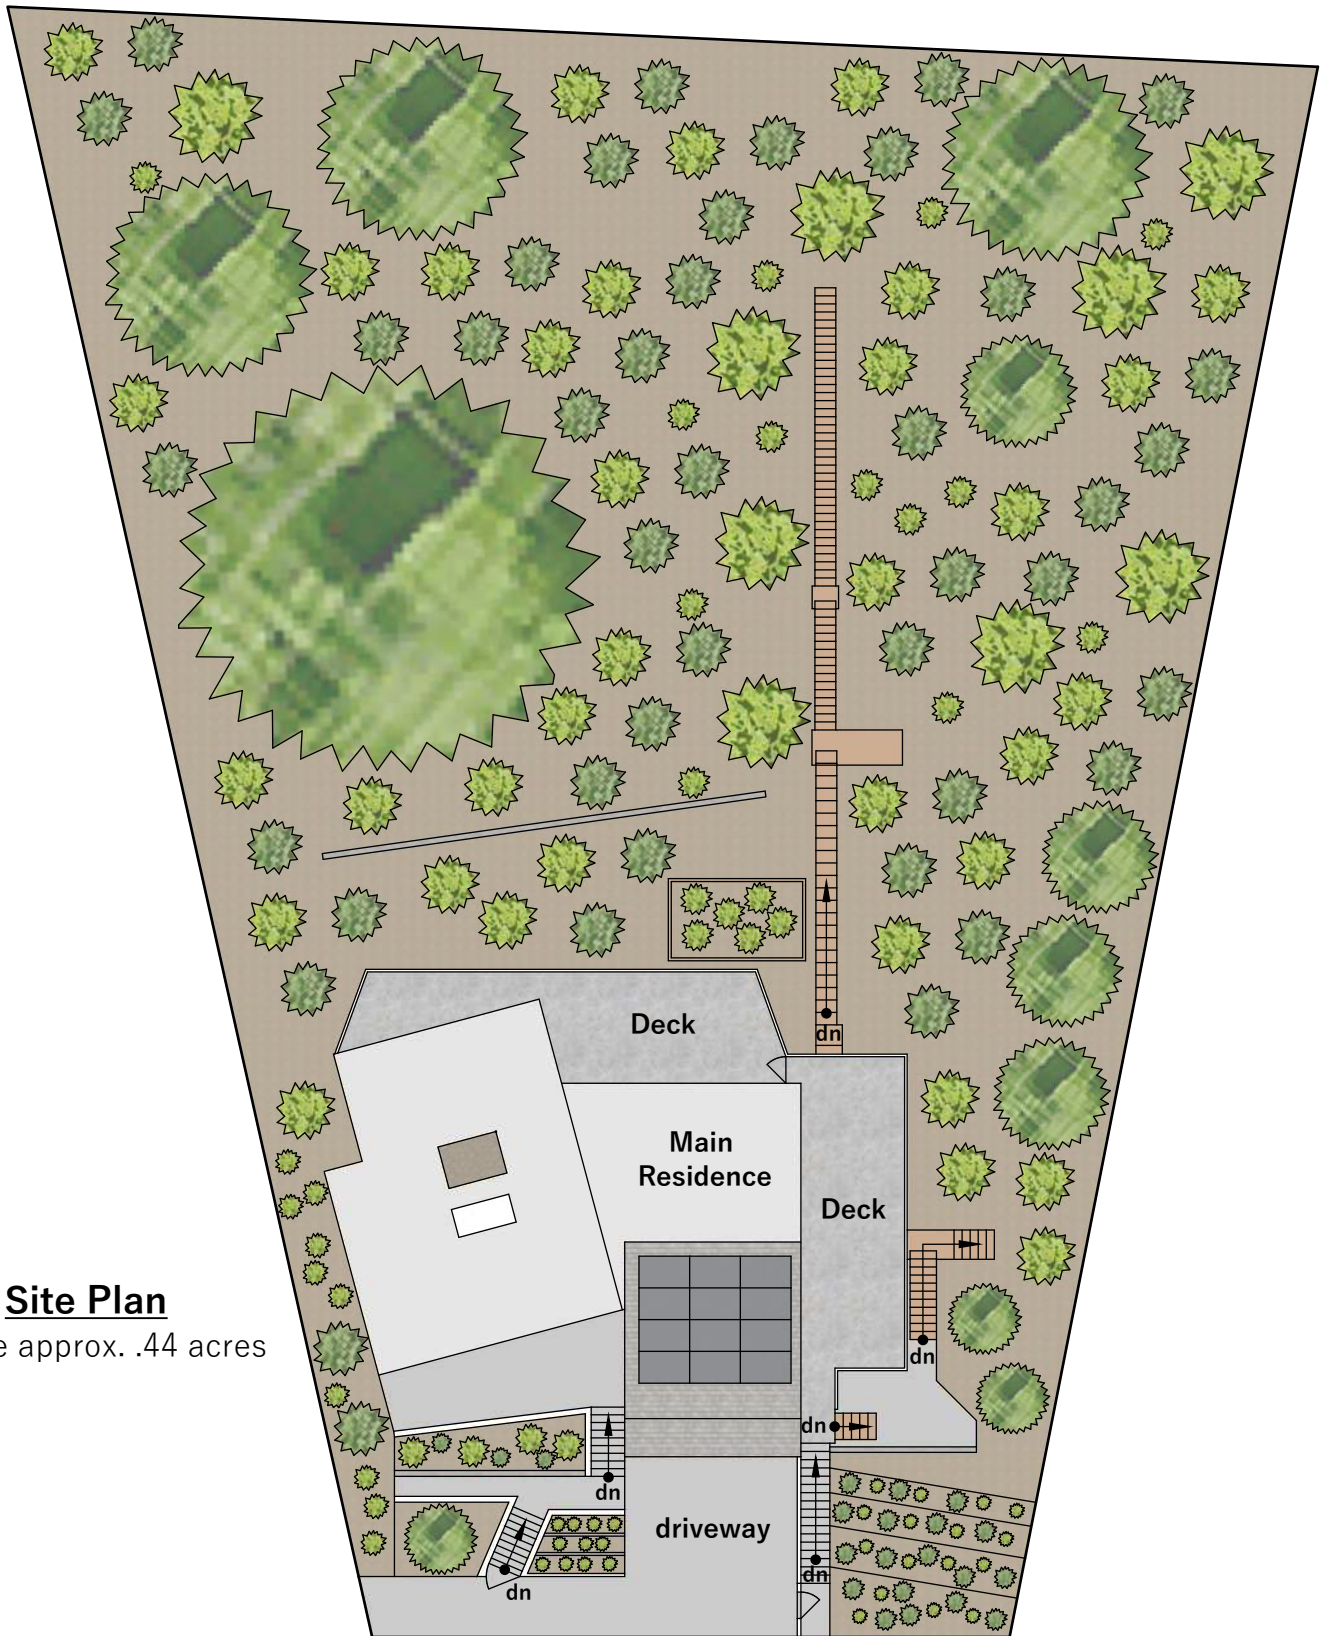 Deck
dn
Main
Residence
Deck
Site Plan
e approx. .44 acres
dn
dn
dn
driveway
dn
dn